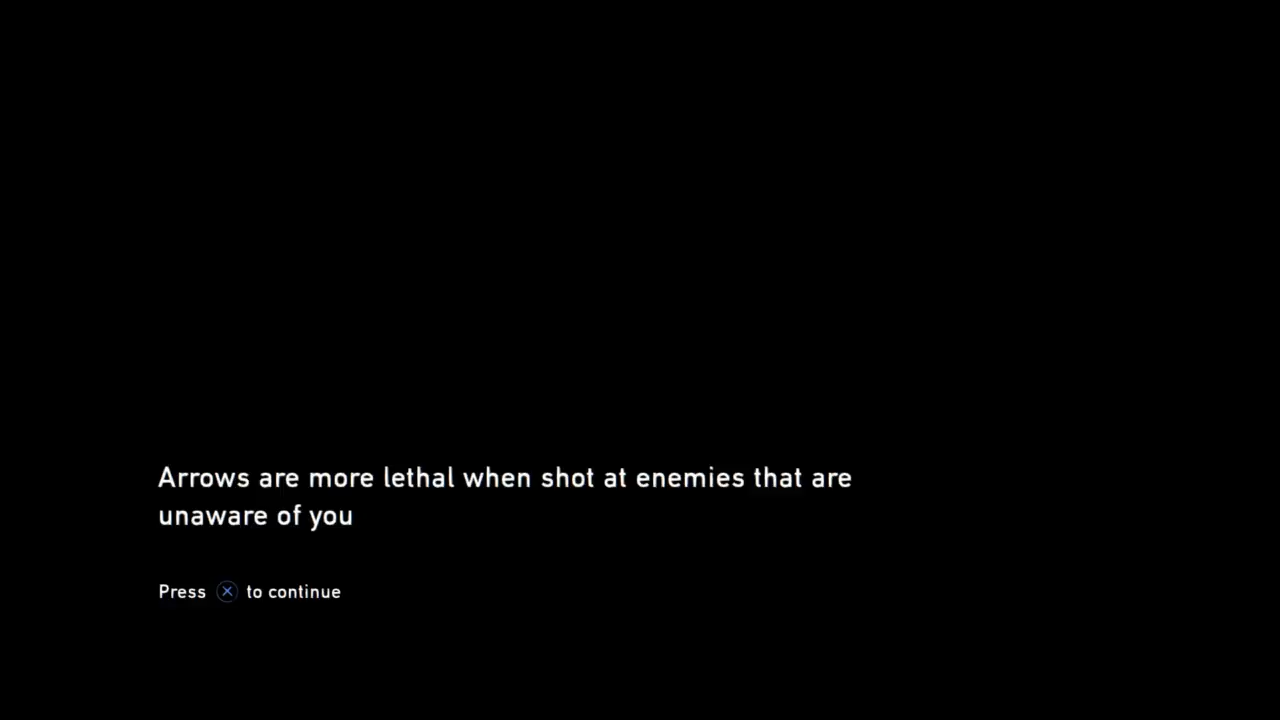 Arrows are more lethal when shot at enemies that are
unaware of you
Press ⓧ to continue